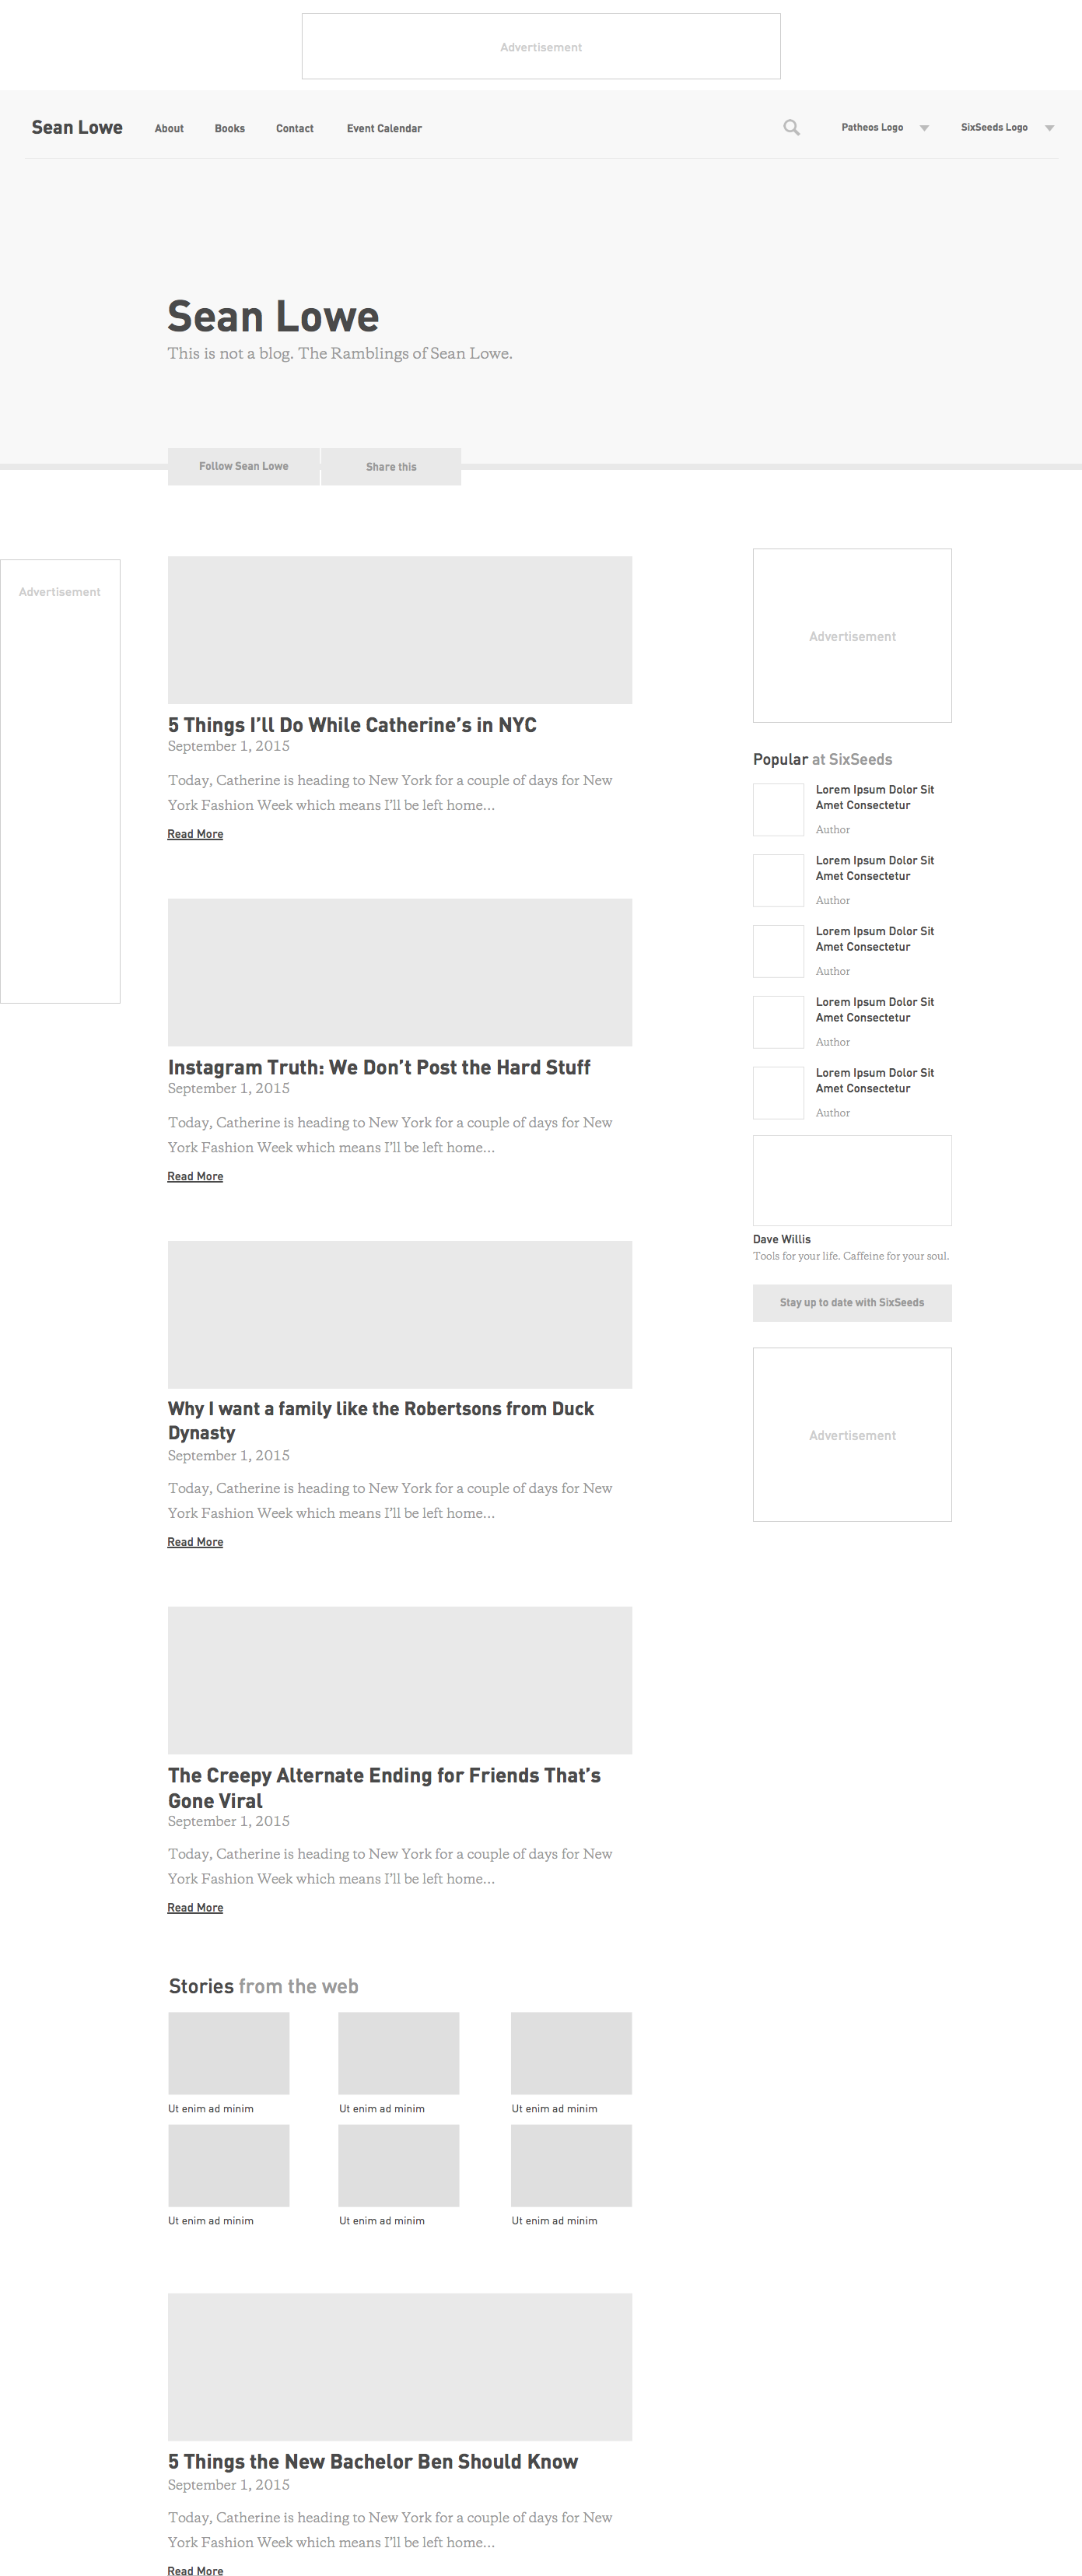 Advertisement
Sean Lowe About Books Contact Event Calendar Patheos Logo SixSeeds Logo
Sean Lowe
This is not a blog. The Ramblings of Sean Lowe.
Follow Sean Lowe Share this
Advertisement
5 Things I’ll Do While Catherine’s in NYC
September 1, 2015
Today, Catherine is heading to New York for a couple of days for New
York Fashion Week which means I’ll be left home...
Read More
Instagram Truth: We Don’t Post the Hard Stuff
September 1, 2015
Today, Catherine is heading to New York for a couple of days for New
York Fashion Week which means I’ll be left home...
Read More
Why I want a family like the Robertsons from Duck
Dynasty
September 1, 2015
Today, Catherine is heading to New York for a couple of days for New
York Fashion Week which means I’ll be left home...
Read More
The Creepy Alternate Ending for Friends That’s
Gone Viral
September 1, 2015
Today, Catherine is heading to New York for a couple of days for New
York Fashion Week which means I’ll be left home...
Read More
Stories from the web
Ut enim ad minim Ut enim ad minim Ut enim ad minim
Ut enim ad minim Ut enim ad minim Ut enim ad minim
5 Things the New Bachelor Ben Should Know
September 1, 2015
Today, Catherine is heading to New York for a couple of days for New
York Fashion Week which means I’ll be left home...
Read More
Advertisement
Popular at SixSeeds
Lorem Ipsum Dolor Sit
Amet Consectetur
Author
Lorem Ipsum Dolor Sit
Amet Consectetur
Author
Lorem Ipsum Dolor Sit
Amet Consectetur
Author
Lorem Ipsum Dolor Sit
Amet Consectetur
Author
Lorem Ipsum Dolor Sit
Amet Consectetur
Author
Dave Willis
Tools for your life. Caffeine for your soul.
Stay up to date with SixSeeds
Advertisement